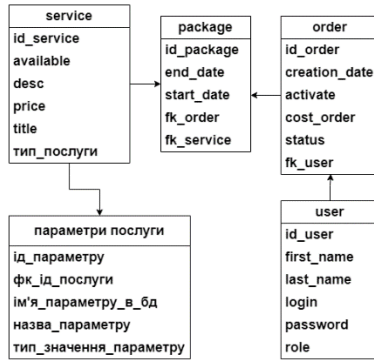 service
id_service
available
desc
price
title
тип_послуги
package
id_package
end_date
start_date
fk_order
fk_service
order
id_order
creation_date
activate
cost_order
status
fk_user
параметри послуги
ід_параметру
фк_ід_послуги
ім'я_параметру_в_бд
назва_параметру
тип_значення_параметру
user
id_user
first_name
last_name
login
password
role